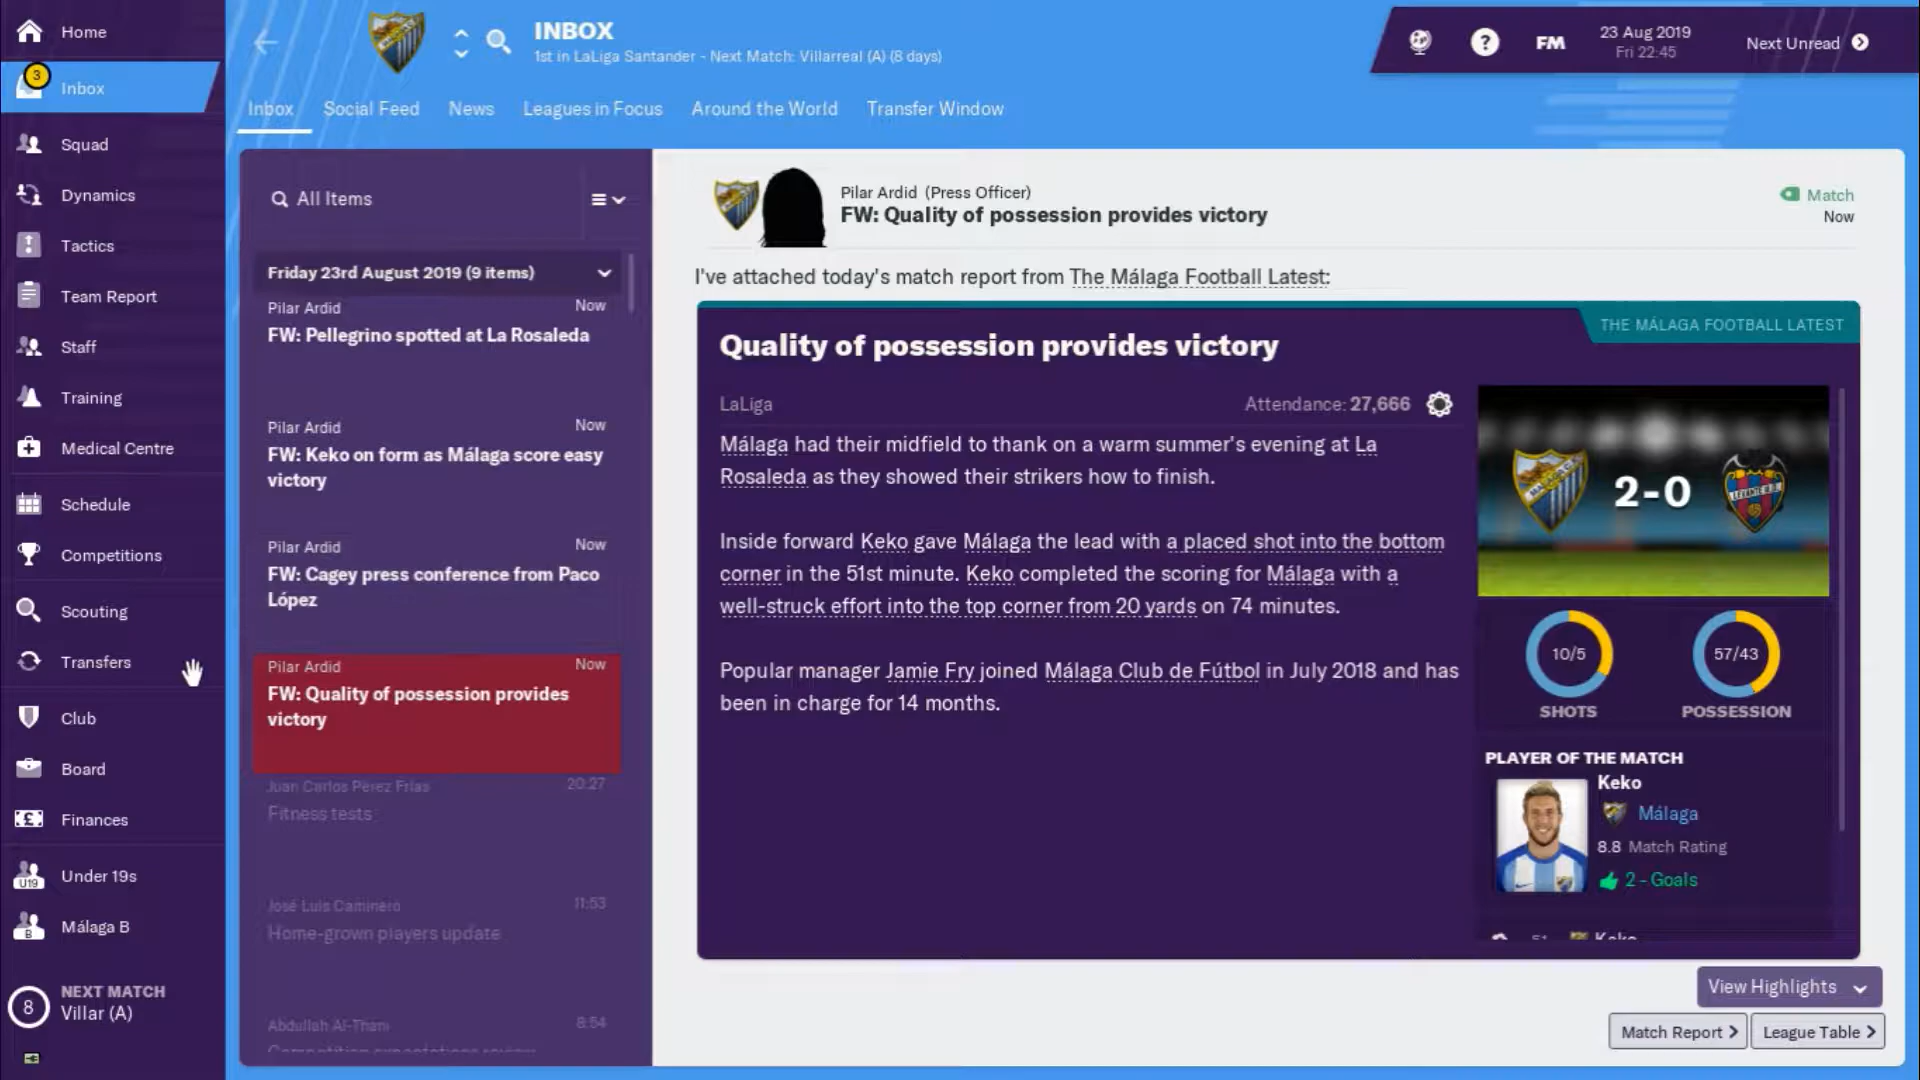 Home
3
Inbox
Squad
Dynamics
Tactics
Team Report
Staff
Training
Medical Centre
Schedule
Competitions
Scouting
Transfers
Club
Board
Finances
U19
Under 19s
B
Málaga B
8
NEXT MATCH
Villar (A)
INBOX
1st in LaLiga Santander - Next Match: Villarreal (A) (8 days)
? FM
23 Aug 2019
Fri 22:45
Next Unread
Inbox Social Feed News Leagues in Focus Around the World Transfer Window
All Items
Friday 23rd August 2019 (9 items)
Pilar Ardid Now
FW: Pellegrino spotted at La Rosaleda
Pilar Ardid Now
FW: Keko on form as Málaga score easy
victory
Pilar Ardid Now
FW: Cagey press conference from Paco
López
Pilar Ardid Now
FW: Quality of possession provides
victory
Juan Carlos Pérez Frías 20:27
Fitness tests
José Luis Caminero 11:53
Home-grown players update
Abdullah Al-Thani 8:54
Competition expectations review
Pilar Ardid (Press Officer)
FW: Quality of possession provides victory
Match
Now
I've attached today's match report from The Málaga Football Latest:
THE MÁLAGA FOOTBALL LATEST
Quality of possession provides victory
LaLiga Attendance: 27,666
Málaga had their midfield to thank on a warm summer's evening at La
Rosaleda as they showed their strikers how to finish.
Inside forward Keko gave Málaga the lead with a placed shot into the bottom
corner in the 51st minute. Keko completed the scoring for Málaga with a
well-struck effort into the top corner from 20 yards on 74 minutes.
Popular manager Jamie Fry joined Málaga Club de Fútbol in July 2018 and has
been in charge for 14 months.
2-0
10/5 57/43
SHOTS POSSESSION
PLAYER OF THE MATCH
Keko
Málaga
8.8 Match Rating
2 - Goals
51 Keko
View Highlights
Match Report League Table